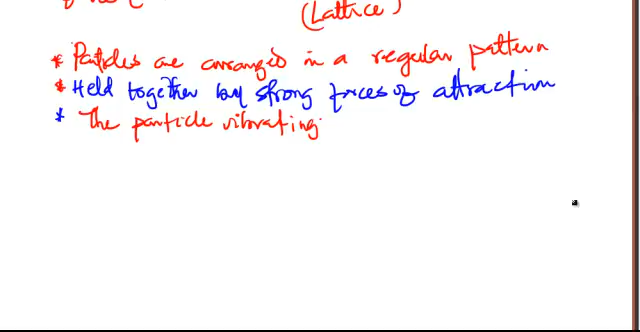 (Lattice)
* Particles are arranged in a regular pattern
* Held together by strong forces of attraction
* The particle vibrating